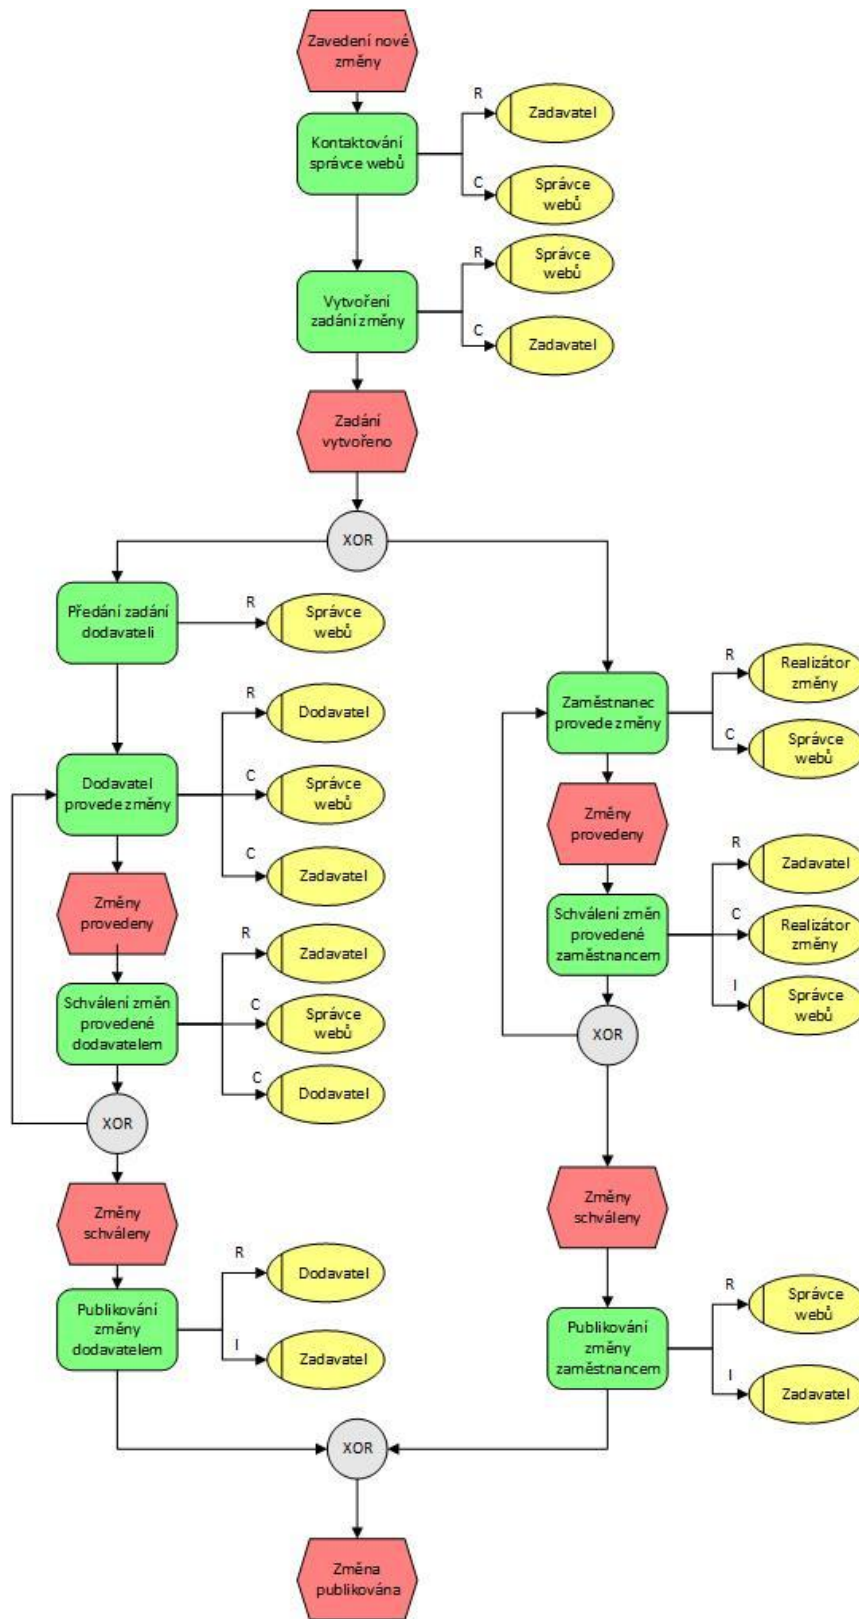 Zavedení nové
změny
R
Zadavatel
Kontaktování
správce webů
C
Správce
webů
R
Správce
webů
Vytvoření
zadání změny
C
Zadavatel
Zadání
vytvořeno
XOR
Předání zadání
dodavateli
R
Správce
webů
R
Dodavatel
Dodavatel
provede změny
C
Správce
webů
C
Zadavatel
Změny
provedeny
R
Zadavatel
Schválení změn
provedené
dodavatelem
C
Správce
webů
C
Dodavatel
XOR
Změny
schváleny
R
Dodavatel
Publikování
změny
dodavatelem
I
Zadavatel
Zaměstnanec
provede změny
R
Realizátor
změny
C
Správce
webů
Změny
provedeny
R
Zadavatel
Schválení změn
provedené
zaměstnancem
C
Realizátor
změny
I
Správce
webů
XOR
Změny
schváleny
R
Správce
webů
Publikování
změny
zaměstnancem
I
Zadavatel
XOR
Změna
publikována